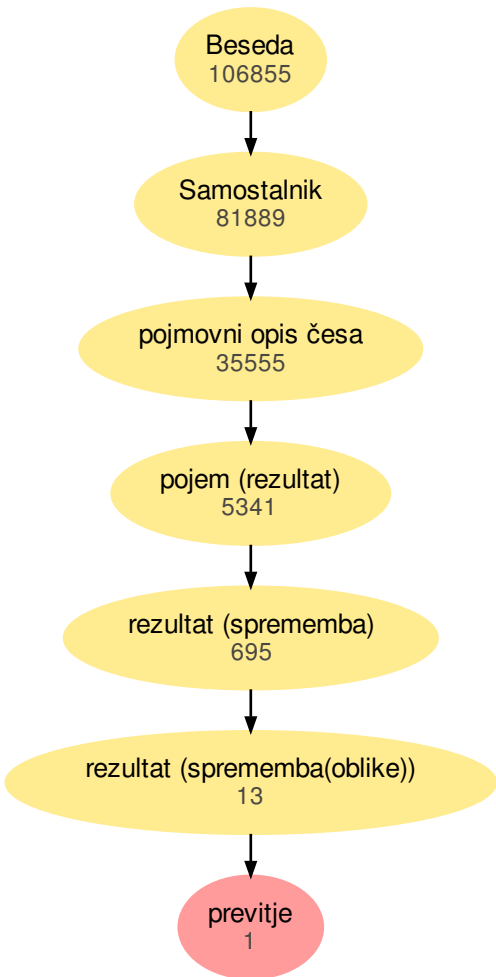 Beseda
106855
Samostalnik
81889
pojmovni opis česa
35555
pojem (rezultat)
5341
rezultat (sprememba)
695
rezultat (sprememba(oblike))
13
previtje
1